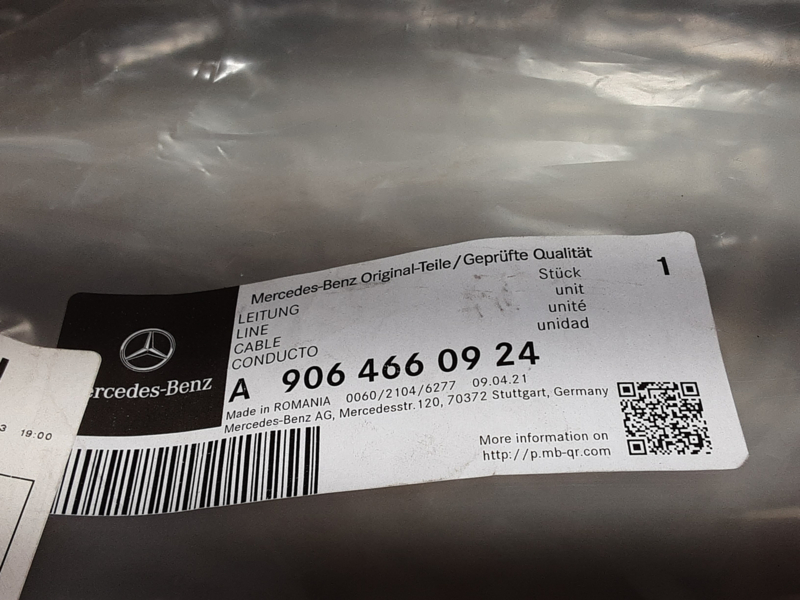 Mercedes-Benz Original-Teile/Geprüfte Qualität
LEITUNG
LINE
CABLE
CONDUCTO
Stück 1
unit
unité
unidad
rcedes-Benz
A 906 466 09 24
Made in ROMANIA 0060/2104/6277 09.04.21
Mercedes-Benz AG, Mercedesstr.120, 70372 Stuttgart, Germany
More information on
http://p.mb-qr.com
3 19:00